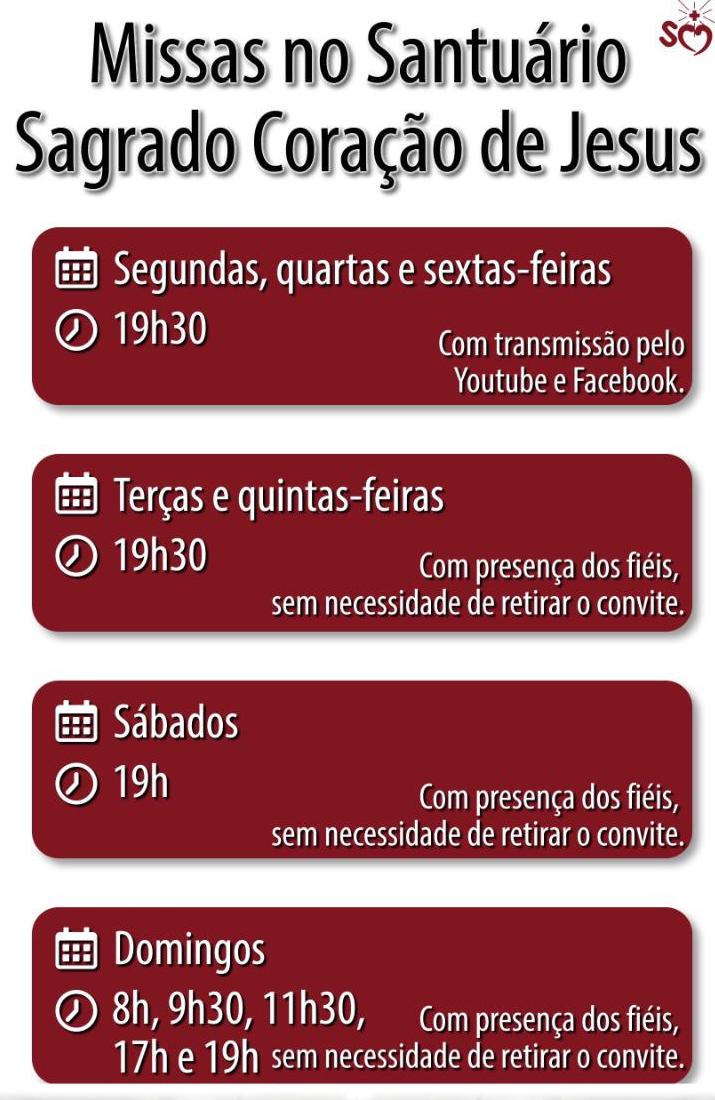 Missas no Santuário
Sagrado Coração de Jesus
Segundas, quartas e sextas-feiras
19h30
Com transmissão pelo
Youtube e Facebook.
Terças e quintas-feiras
19h30
Com presença dos fiéis,
sem necessidade de retirar o convite.
Sábados
19h
Com presença dos fiéis,
sem necessidade de retirar o convite.
Domingos
8h, 9h30, 11h30,
17h e 19h
Com presença dos fiéis,
sem necessidade de retirar o convite.